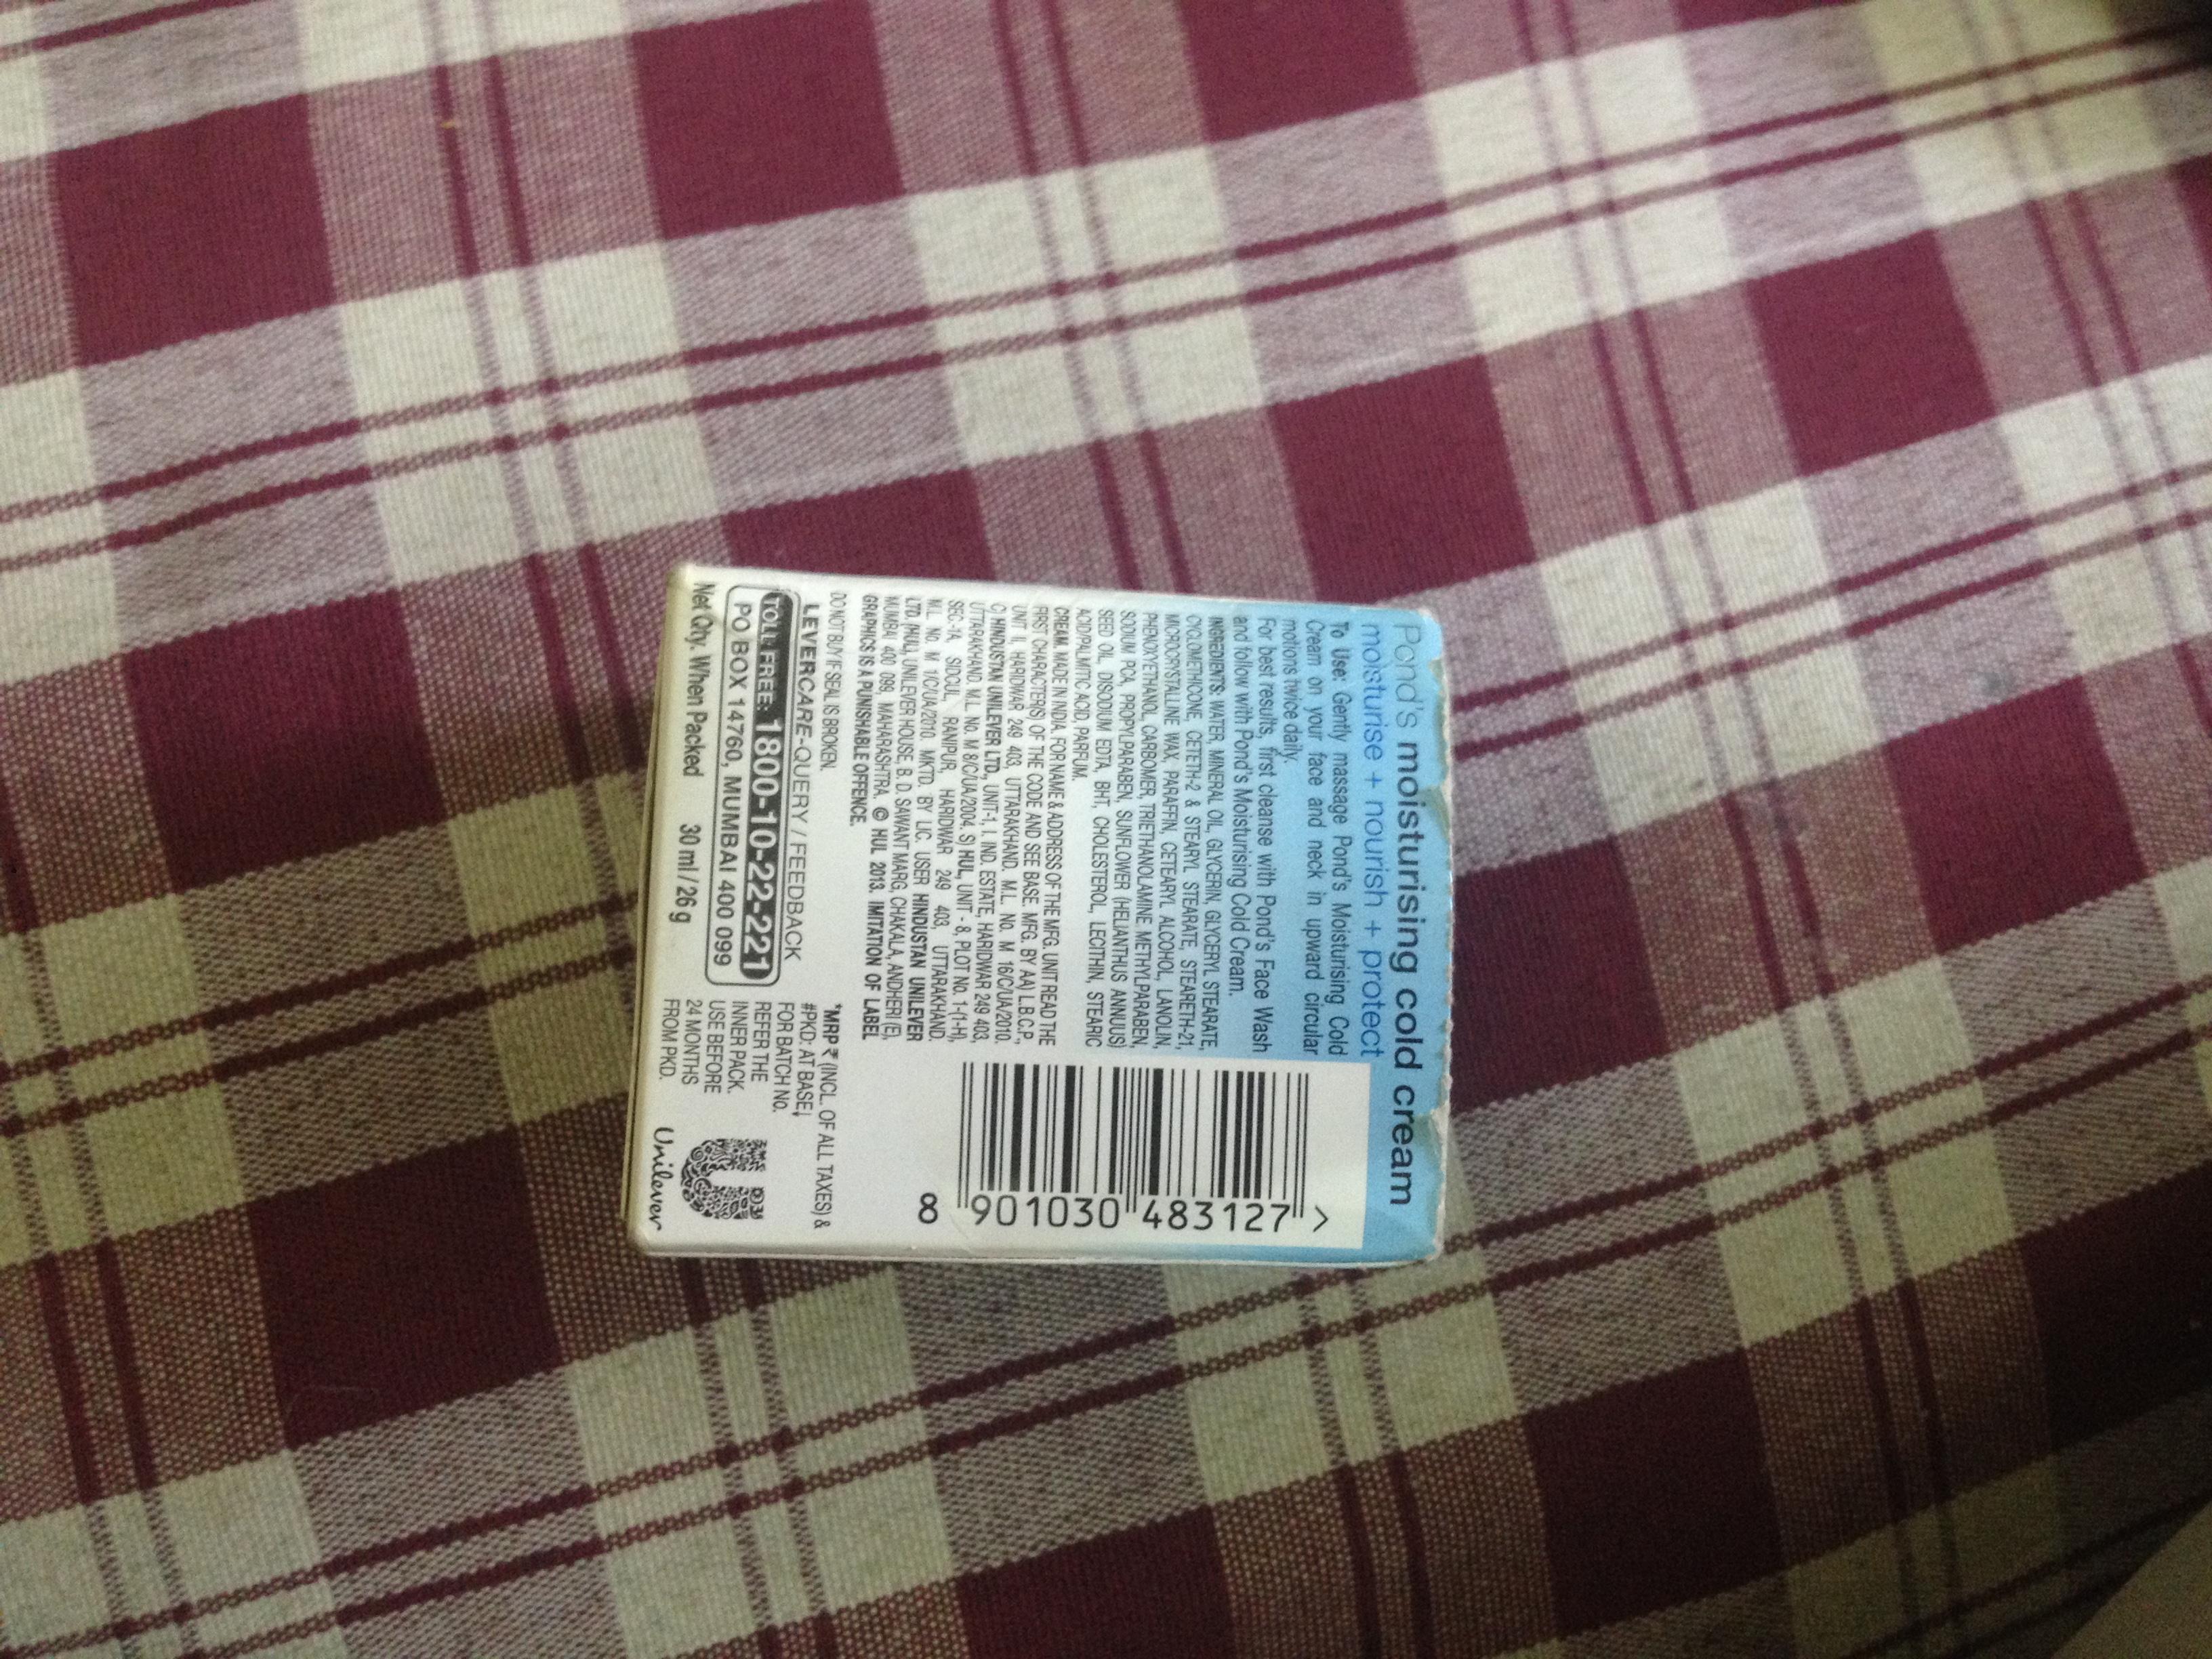 Pond's moisturising cold cream
moisturise + nourish + protect
To Use: Gently massage Pond's Moisturising Cold
Cream on your face and neck in upward circular
motions twice daily.
For best results, first cleanse with Pond's Face Wash
and follow with Pond's Moisturising Cold Cream.
INGREDIENTS: WATER, MINERAL OIL, GLYCERIN, GLYCERYL STEARATE,
CYCLOMETHICONE, CETETH-2 & STEARYL STEARATE, STEARETH-21,
MICROCRYSTALLINE WAX, PARAFFIN, CETEARYL ALCOHOL, LANOLIN,
PHENOXYETHANOL, CARBOMER, TRIETHANOLAMINE, METHYLPARABEN,
SODIUM PCA, PROPYLPARABEN, SUNFLOWER (HELIANTHUS ANNUUS)
SEED OIL, DISODIUM EDTA, BHT, CHOLESTEROL, LECITHIN, STEARIC
ACID/PALMITIC ACID, PARFUM.
CREAM. MADE IN INDIA. FOR NAME & ADDRESS OF THE MFG. UNIT READ THE
FIRST CHARACTER(S) OF THE CODE AND SEE BASE. MFG. BY AA) L.B.C.P.,
UNIT II, HARIDWAR 249 403, UTTARAKHAND. M.L. No. M 16/C/UA/2010.
C) HINDUSTAN UNILEVER LTD., UNIT-1, I. IND. ESTATE, HARIDWAR 249 403,
UTTARAKHAND. M.L. No. M 8/C/UA/2004. S) HUL, UNIT - 8, PLOT NO. 1-(1-H),
SEC-1A, SIDCUL, RANIPUR, HARIDWAR 249 403, UTTARAKHAND.
M.L. No. M 1/C/UA/2010. MKTD. BY LIC. USER HINDUSTAN UNILEVER
LTD. (HUL), UNILEVER HOUSE, B. D. SAWANT MARG, CHAKALA, ANDHERI (E),
MUMBAI 400 099, MAHARASHTRA. © HUL 2013. IMITATION OF LABEL
GRAPHICS IS A PUNISHABLE OFFENCE.
DO NOT BUY IF SEAL IS BROKEN.
LEVERCARE-QUERY / FEEDBACK
TOLL FREE: 1800-10-22-221
PO BOX 14760, MUMBAI 400 099
Net Qty. When Packed 30 ml / 26 g
8 901030 483127 >
*MRP ₹ (INCL. OF ALL TAXES) &
#PKD: AT BASE
FOR BATCH NO.
REFER THE
INNER PACK.
USE BEFORE
24 MONTHS
FROM PKD.
Unilever